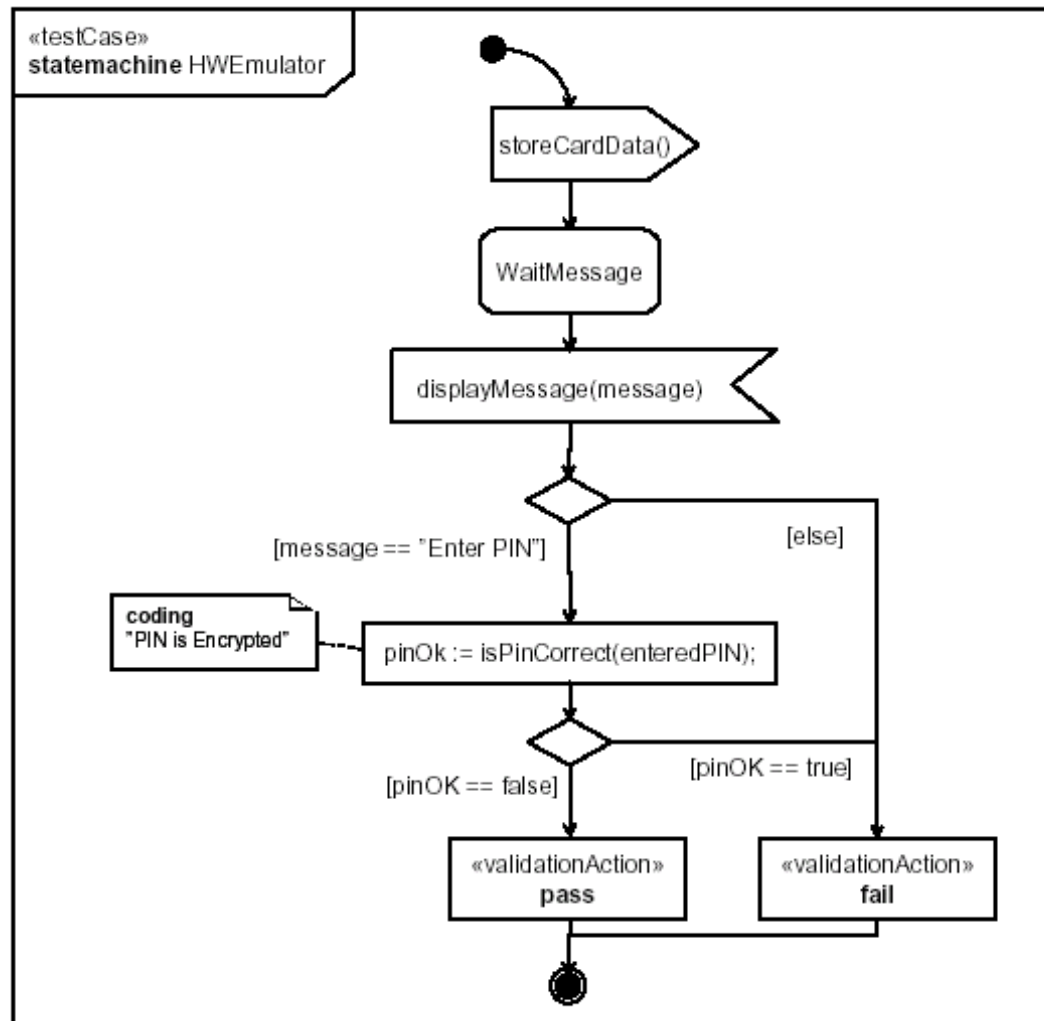 «testCase»
statemachine HWEmulator
storeCardData()
WaitMessage
displayMessage(message)
[message == "Enter PIN"]
[else]
coding
"PIN is Encrypted"
pinOk := isPinCorrect(enteredPIN);
[pinOK == false]
[pinOK == true]
«validationAction»
pass
«validationAction»
fail